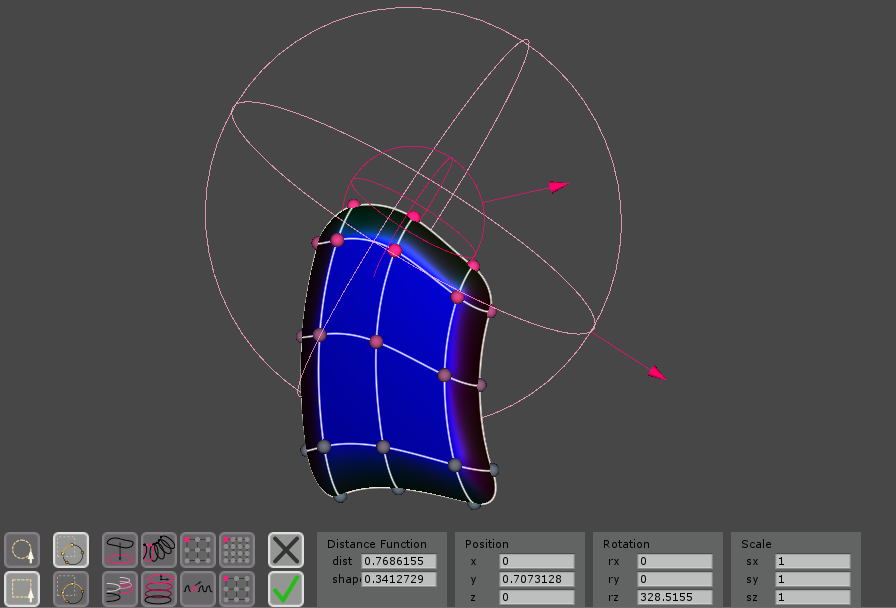 Distance Function
dist 0.7686155
shap 0.3412729
Position
x 0
y 0.7073128
z 0
Rotation
rx 0
ry 0
rz 328.5155
Scale
sx 1
sy 1
sz 1